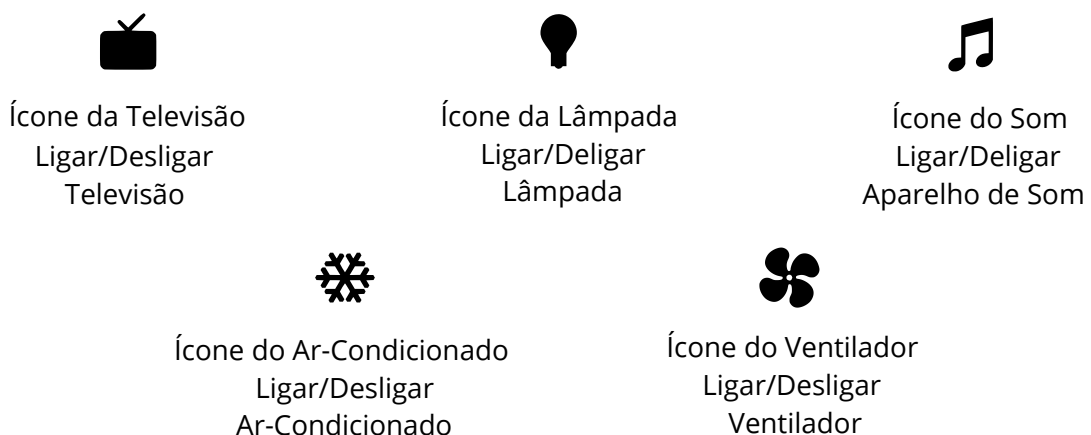 Ícone da Televisão
Ligar/Desligar
Televisão
Ícone da Lâmpada
Ligar/Deligar
Lâmpada
Ícone do Som
Ligar/Deligar
Aparelho de Som
Ícone do Ar-Condicionado
Ligar/Desligar
Ar-Condicionado
Ícone do Ventilador
Ligar/Desligar
Ventilador